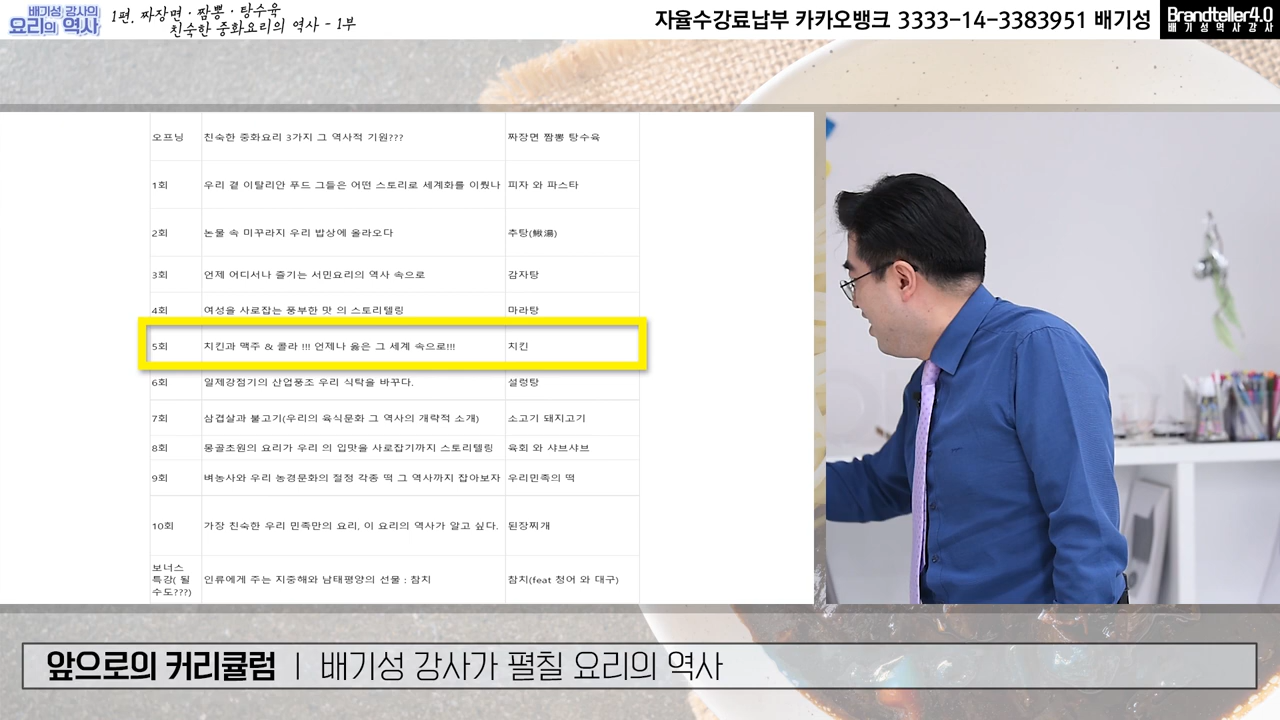 배기성 강사의
요리의 역사
1편. 짜장면·짬뽕·탕수육
친숙한 중화요리의 역사 - 1부
자율수강료납부 카카오뱅크 3333-14-3383951 배기성
Brandteller4.0
배기성역사강사
오프닝 친숙한 중화요리 3가지 그 역사적 기원??? 짜장면 짬뽕 탕수육
1회 우리 곁 이탈리안 푸드 그들은 어떤 스토리로 세계화를 이뤘나 피자 와 파스타
2회 논물 속 미꾸라지 우리 밥상에 올라오다 추탕(鰍湯)
3회 언제 어디서나 즐기는 서민요리의 역사 속으로 감자탕
4회 여성을 사로잡는 풍부한 맛 의 스토리텔링 마라탕
5회 치킨과 맥주 & 콜라 !!! 언제나 옳은 그 세계 속으로!!! 치킨
6회 일제강점기의 산업풍조 우리 식탁을 바꾸다. 설렁탕
7회 삼겹살과 불고기(우리의 육식문화 그 역사의 개략적 소개) 소고기 돼지고기
8회 몽골초원의 요리가 우리 의 입맛을 사로잡기까지 스토리텔링 육회 와 샤브샤브
9회 벼농사와 우리 농경문화의 절정 각종 떡 그 역사까지 잡아보자 우리민족의 떡
10회 가장 친숙한 우리 민족만의 요리, 이 요리의 역사가 알고 싶다. 된장찌개
보너스
특강( 될
수도???) 인류에게 주는 지중해와 남태평양의 선물 : 참치 참치(feat 청어 와 대구)
앞으로의 커리큘럼 | 배기성 강사가 펼칠 요리의 역사